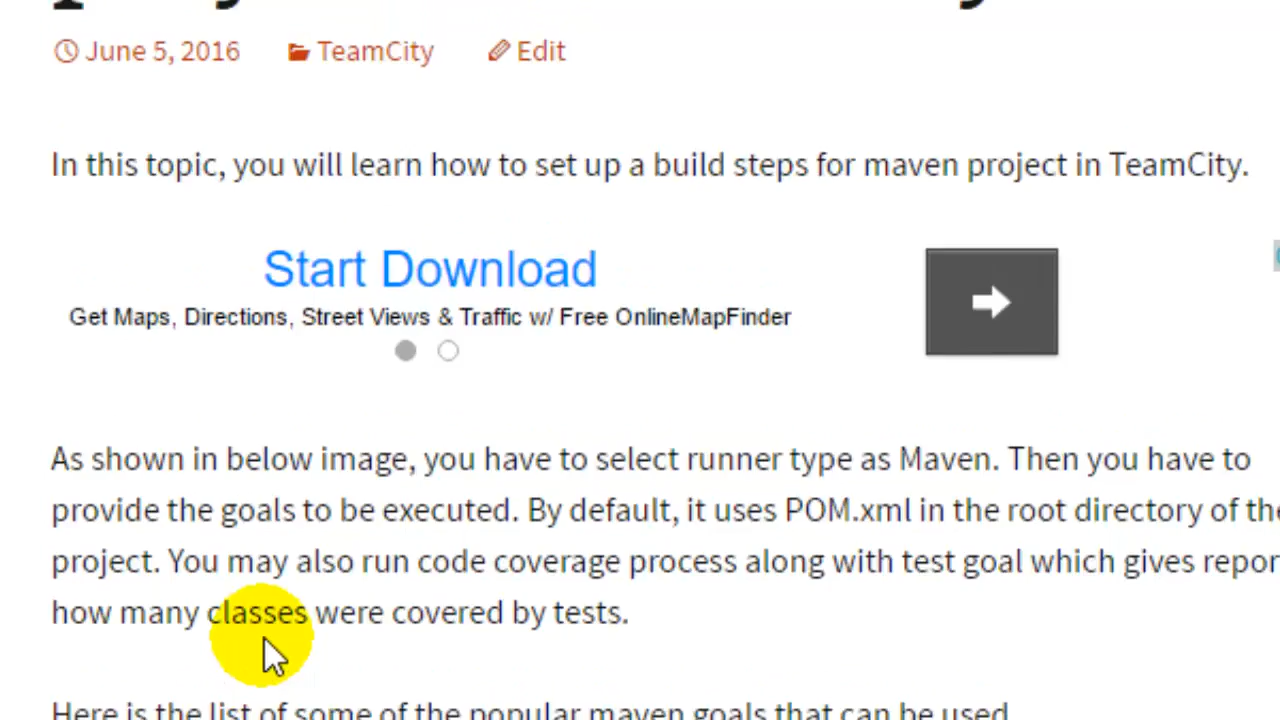 June 5, 2016 TeamCity Edit
In this topic, you will learn how to set up a build steps for maven project in TeamCity.
Start Download
Get Maps, Directions, Street Views & Traffic w/ Free OnlineMapFinder
As shown in below image, you have to select runner type as Maven. Then you have to
provide the goals to be executed. By default, it uses POM.xml in the root directory of the
project. You may also run code coverage process along with test goal which gives repor
how many classes were covered by tests.
Here is the list of some of the popular maven goals that can be used